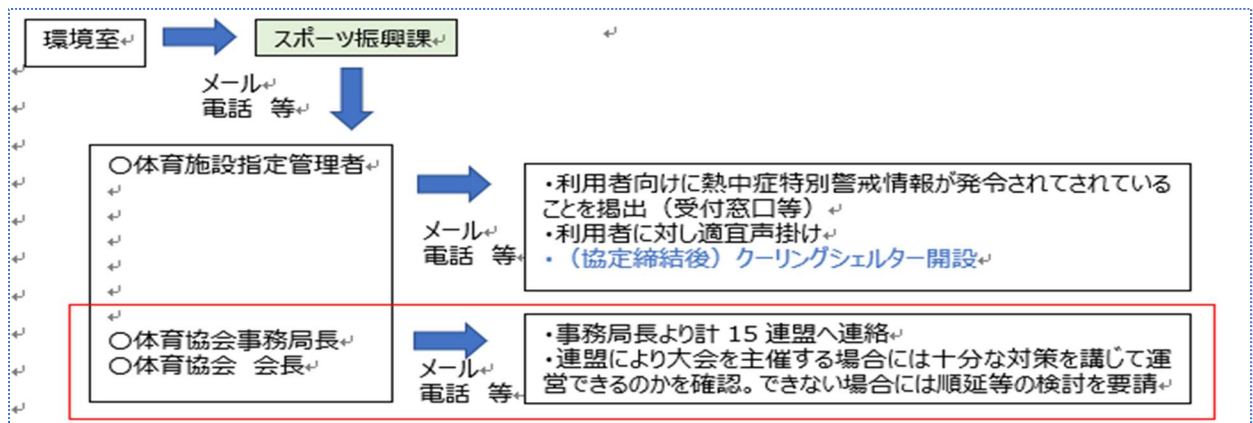 環境室
スポーツ振興課
メール
電話 等
〇体育施設指定管理者
メール
電話 等
・利用者向けに熱中症特別警戒情報が発令されてされている
ことを掲出（受付窓口等）
・利用者に対し適宜声掛け
・（協定締結後）クーリングシェルター開設
〇体育協会事務局長
〇体育協会 会長
メール
電話 等
・事務局長より計 15 連盟へ連絡
・連盟により大会を主催する場合には十分な対策を講じて運
営できるのかを確認。できない場合には順延等の検討を要請